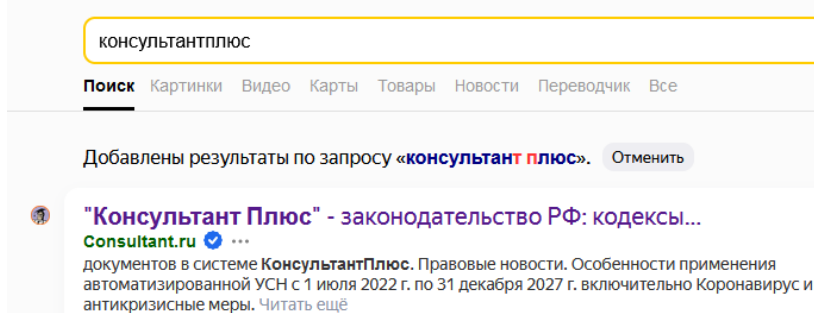 консультантплюс
Поиск Картинки Видео Карты Товары Новости Переводчик Все
Добавлены результаты по запросу «консультант плюс». Отменить
"Консультант Плюс" - законодательство РФ: кодексы...
Consultant.ru
документов в системе КонсультантПлюс. Правовые новости. Особенности применения
автоматизированной УСН с 1 июля 2022 г. по 31 декабря 2027 г. включительно Коронавирус и
антикризисные меры. Читать ещё